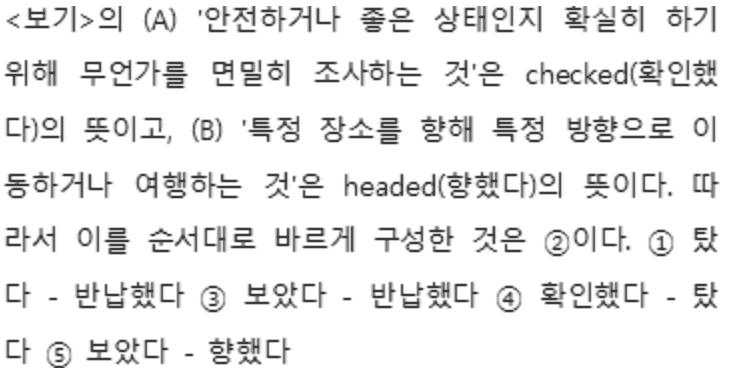 <보기>의 (A) '안전하거나 좋은 상태인지 확실히 하기
위해 무언가를 면밀히 조사하는 것'은 checked(확인했
다)의 뜻이고, (B) '특정 장소를 향해 특정 방향으로 이
동하거나 여행하는 것'은 headed(향했다)의 뜻이다. 따
라서 이를 순서대로 바르게 구성한 것은 ②이다. ① 탔
다 - 반납했다 ③ 보았다 - 반납했다 ④ 확인했다 - 탔
다 ⑤ 보았다 - 향했다